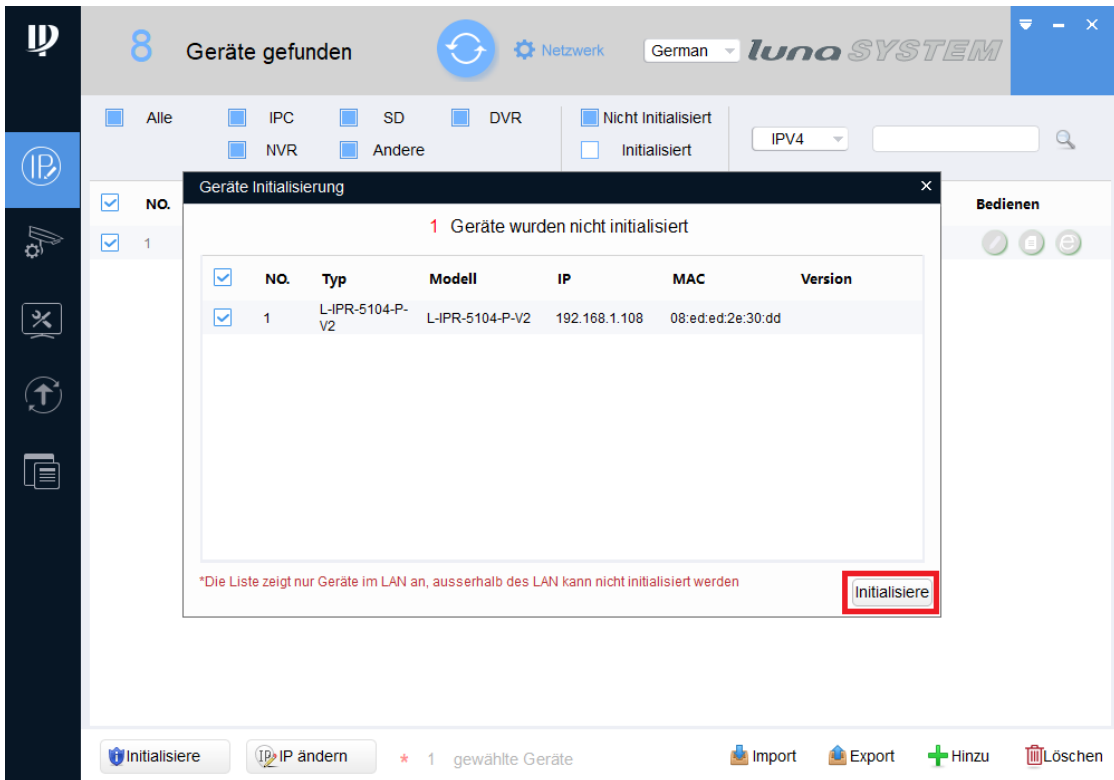 8 Geräte gefunden
Netzwerk
German
luna SYSTEM
Alle IPC SD DVR Nicht Initialisiert
NVR Andere Initialisiert
IPV4
IP
NO. Bedienen
1
Geräte Initialisierung
1 Geräte wurden nicht initialisiert
NO. Typ Modell IP MAC Version
1 L-IPR-5104-P-V2 L-IPR-5104-P-V2 192.168.1.108 08:ed:ed:2e:30:dd
*Die Liste zeigt nur Geräte im LAN an, ausserhalb des LAN kann nicht initialisiert werden
Initialisiere
Initialisiere IP IP ändern * 1 gewählte Geräte Import Export Hinzu Löschen